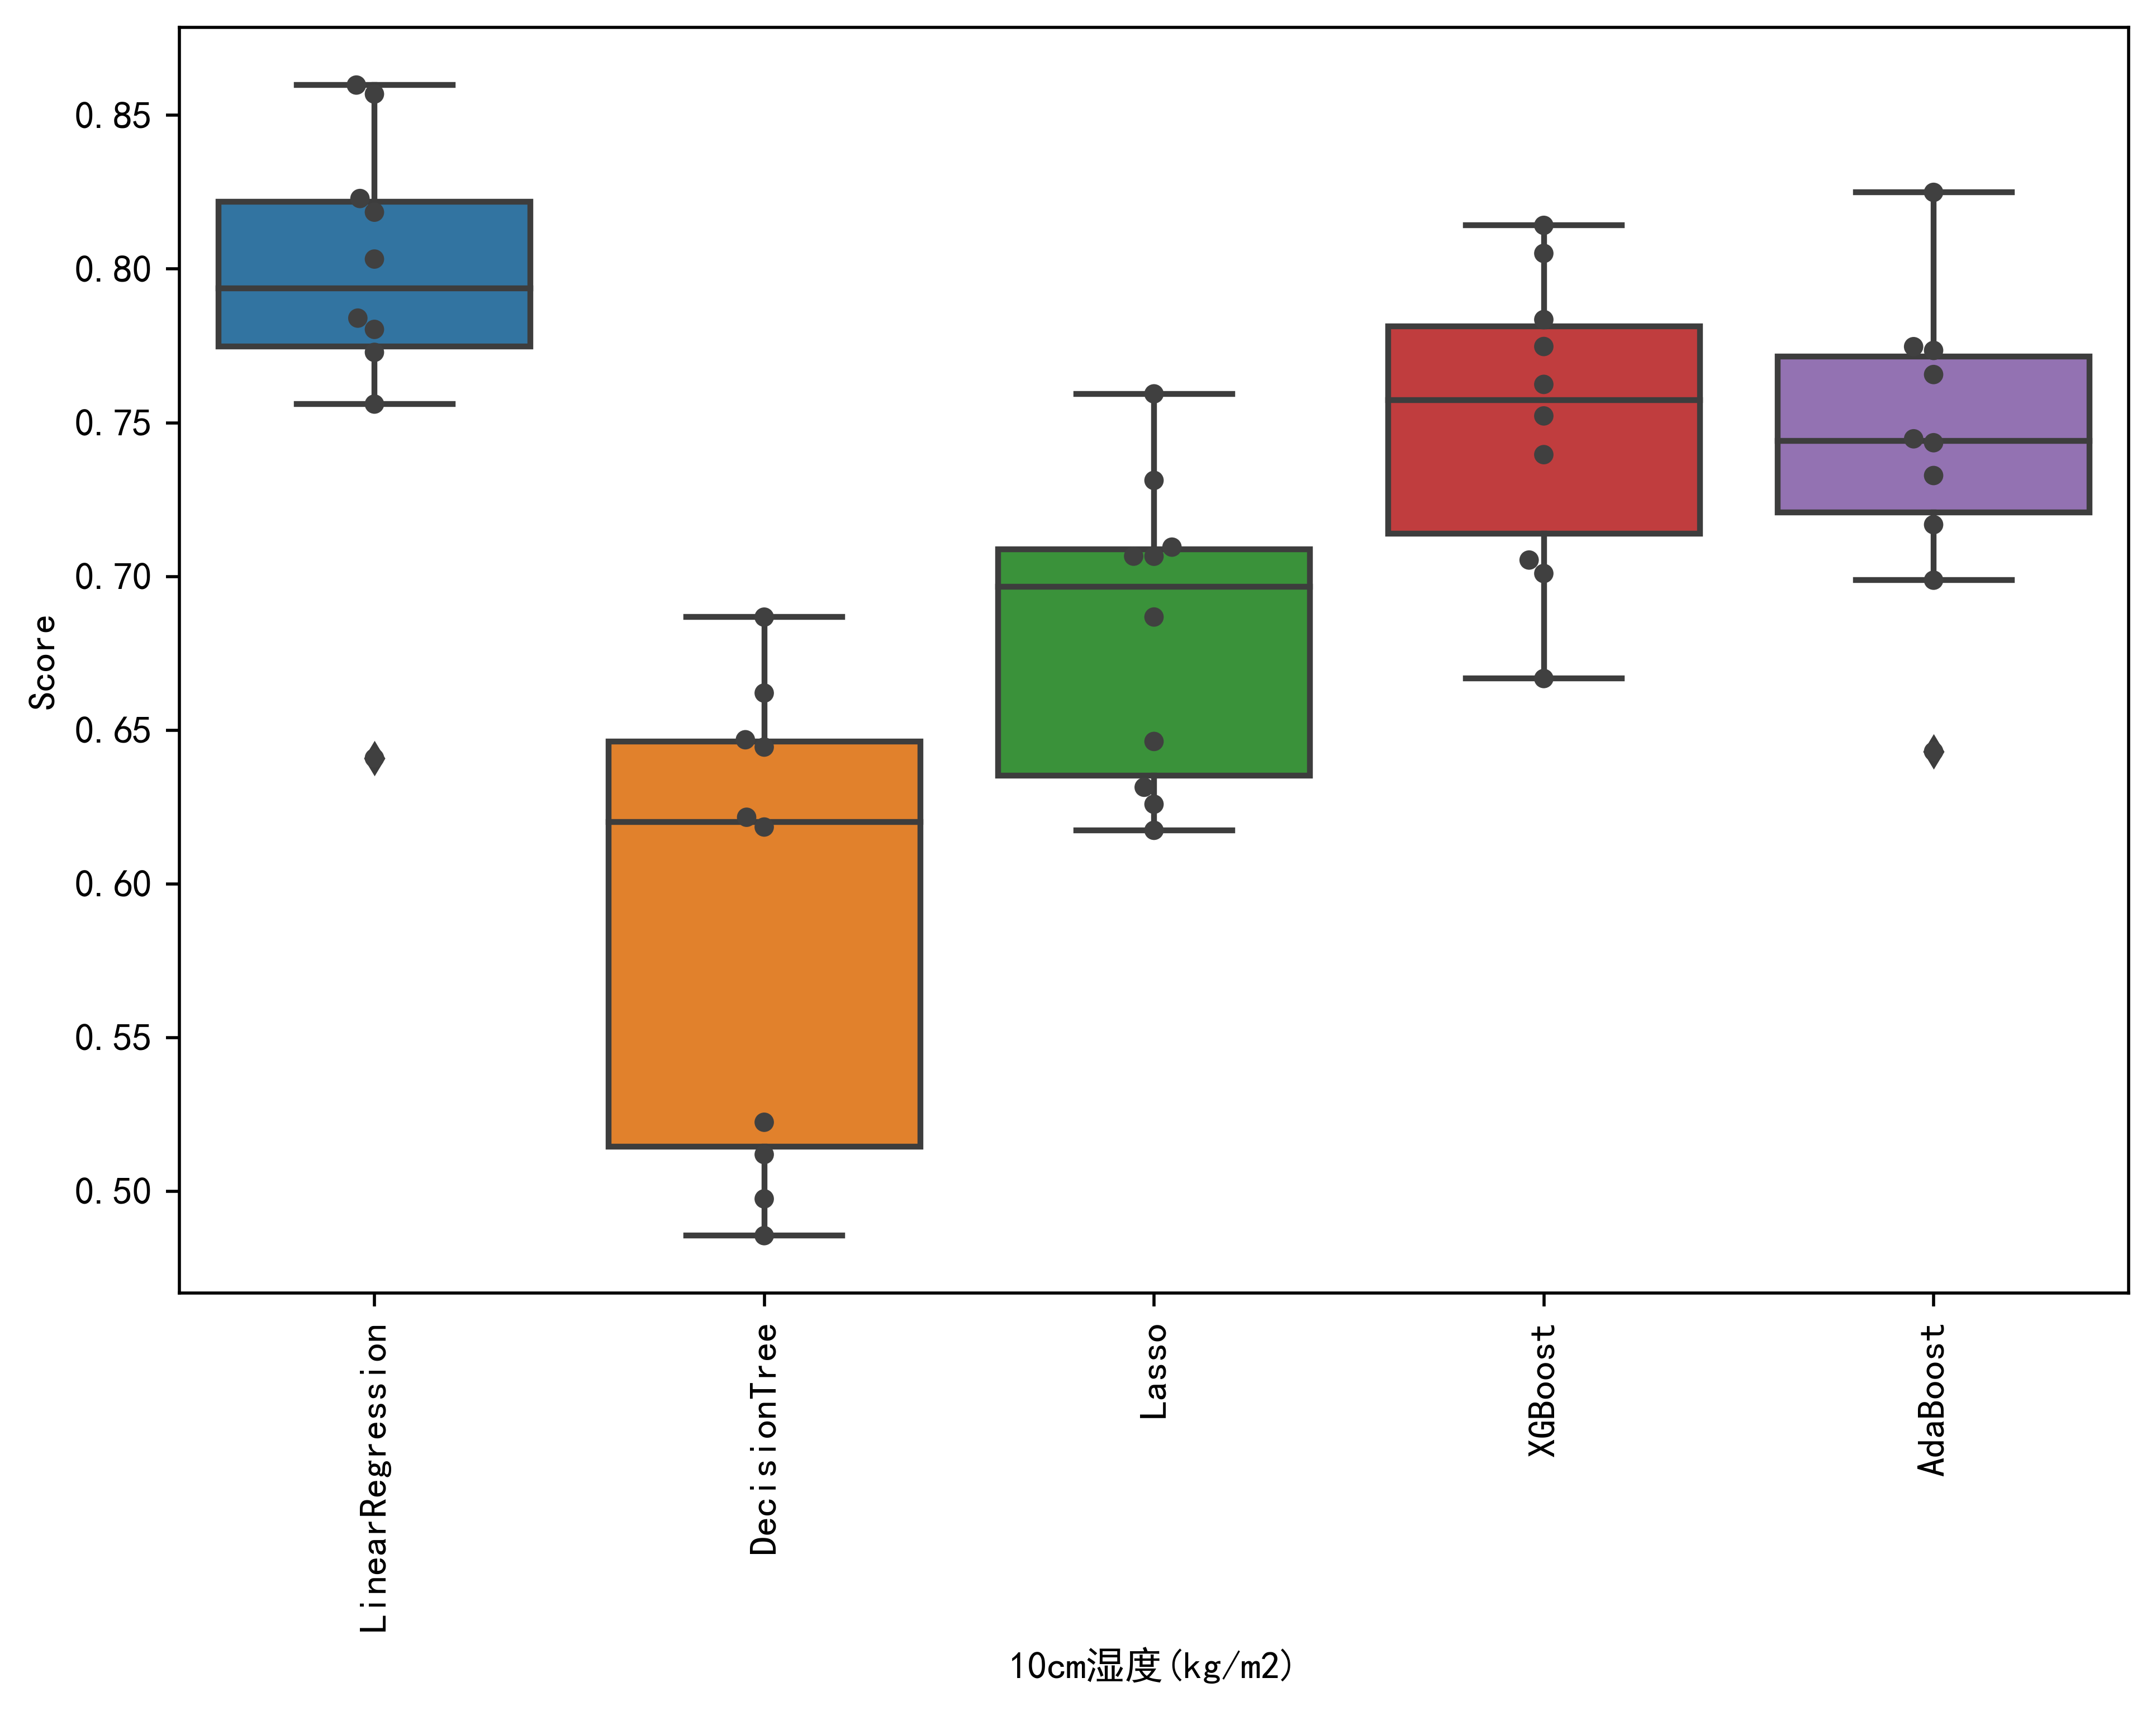 0.85
0.80
0.75
0.70
0.65
0.60
0.55
0.50
Score
LinearRegression
DecisionTree
Lasso
XGBoost
AdaBoost
10cm湿度(kg/m2)